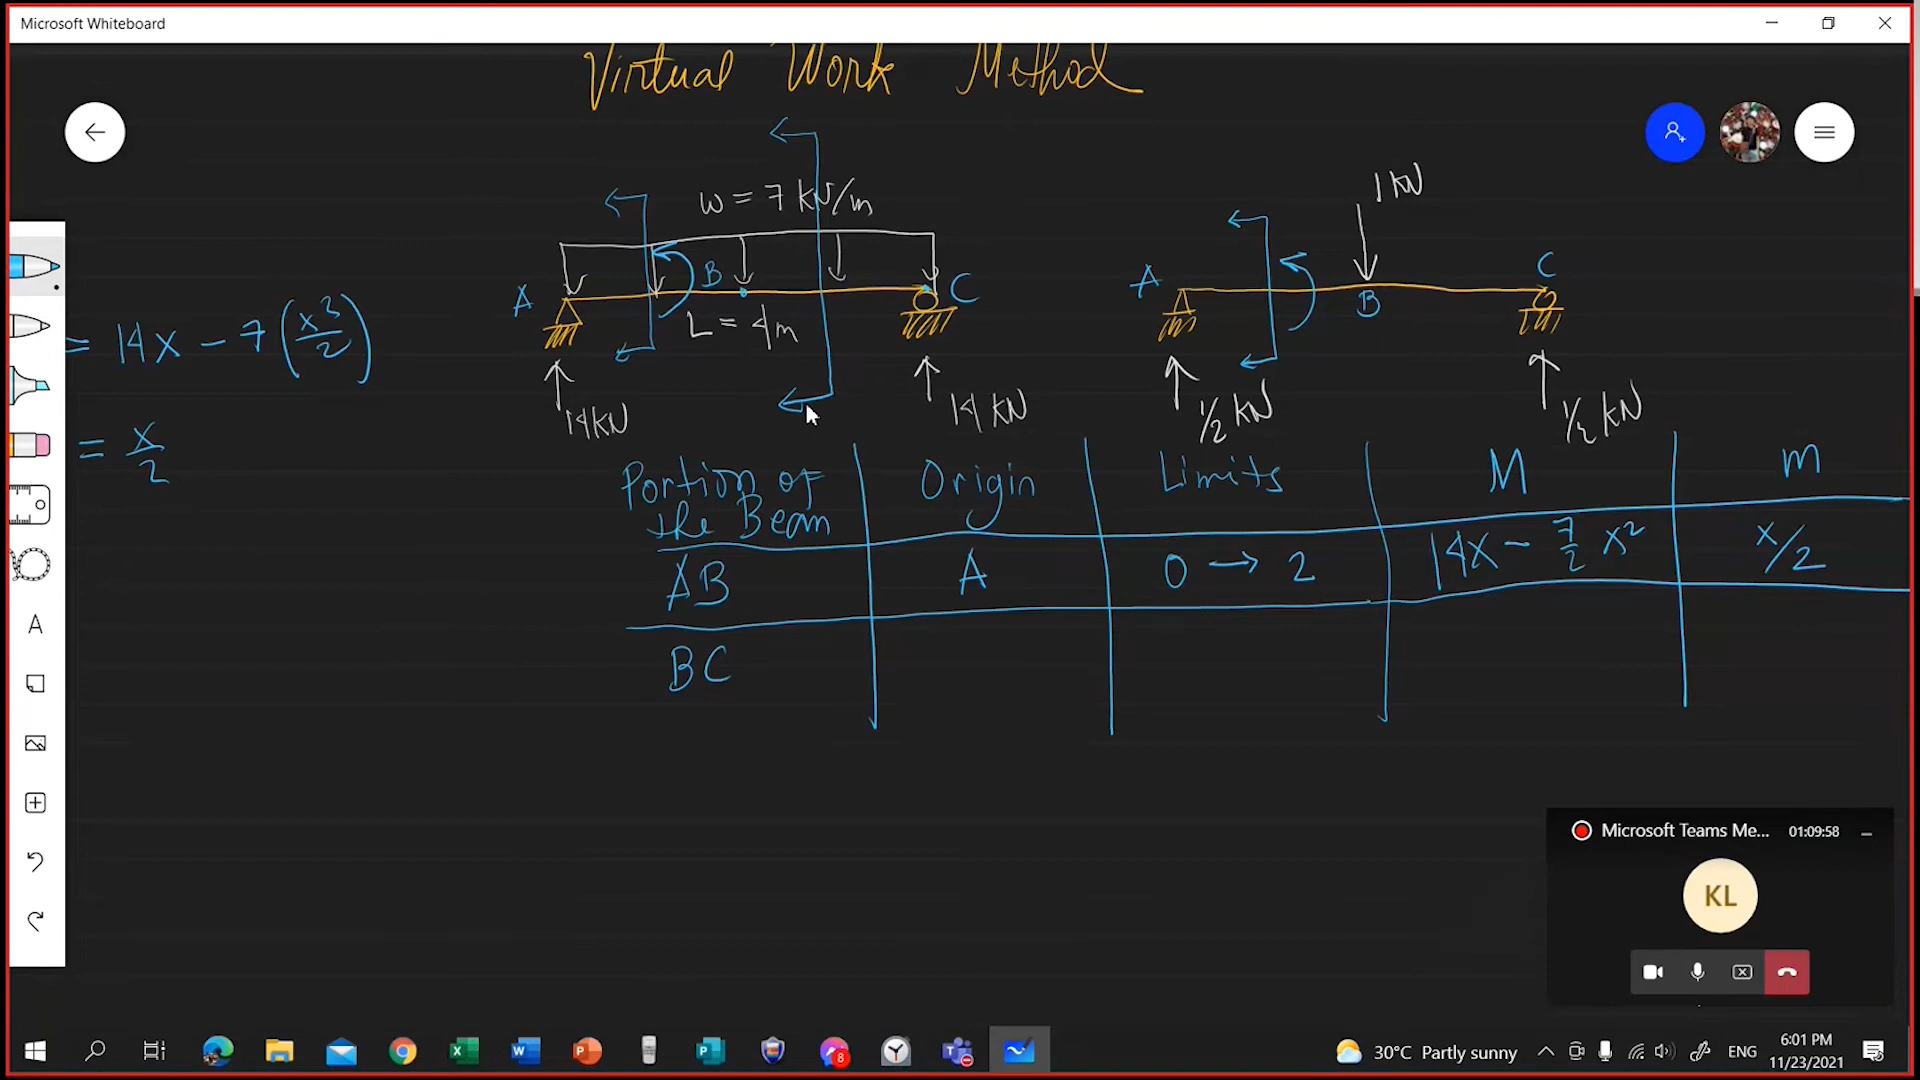 Microsoft Whiteboard
Virtual Work Method
w = 7 kN/m
1 kN
A
B
C
L = 4m
14KN
14 KN
A
B
C
1/2 KN
1/2 KN
= 14x - 7 (x³/2)
= x/2
Portion of the Beam
Origin
Limits
M
m
AB
A
0 → 2
14x - 7/2 x²
x/2
BC
A
Microsoft Teams Me...
01:09:58
KL
8
30°C Partly sunny
ENG
6:01 PM
11/23/2021